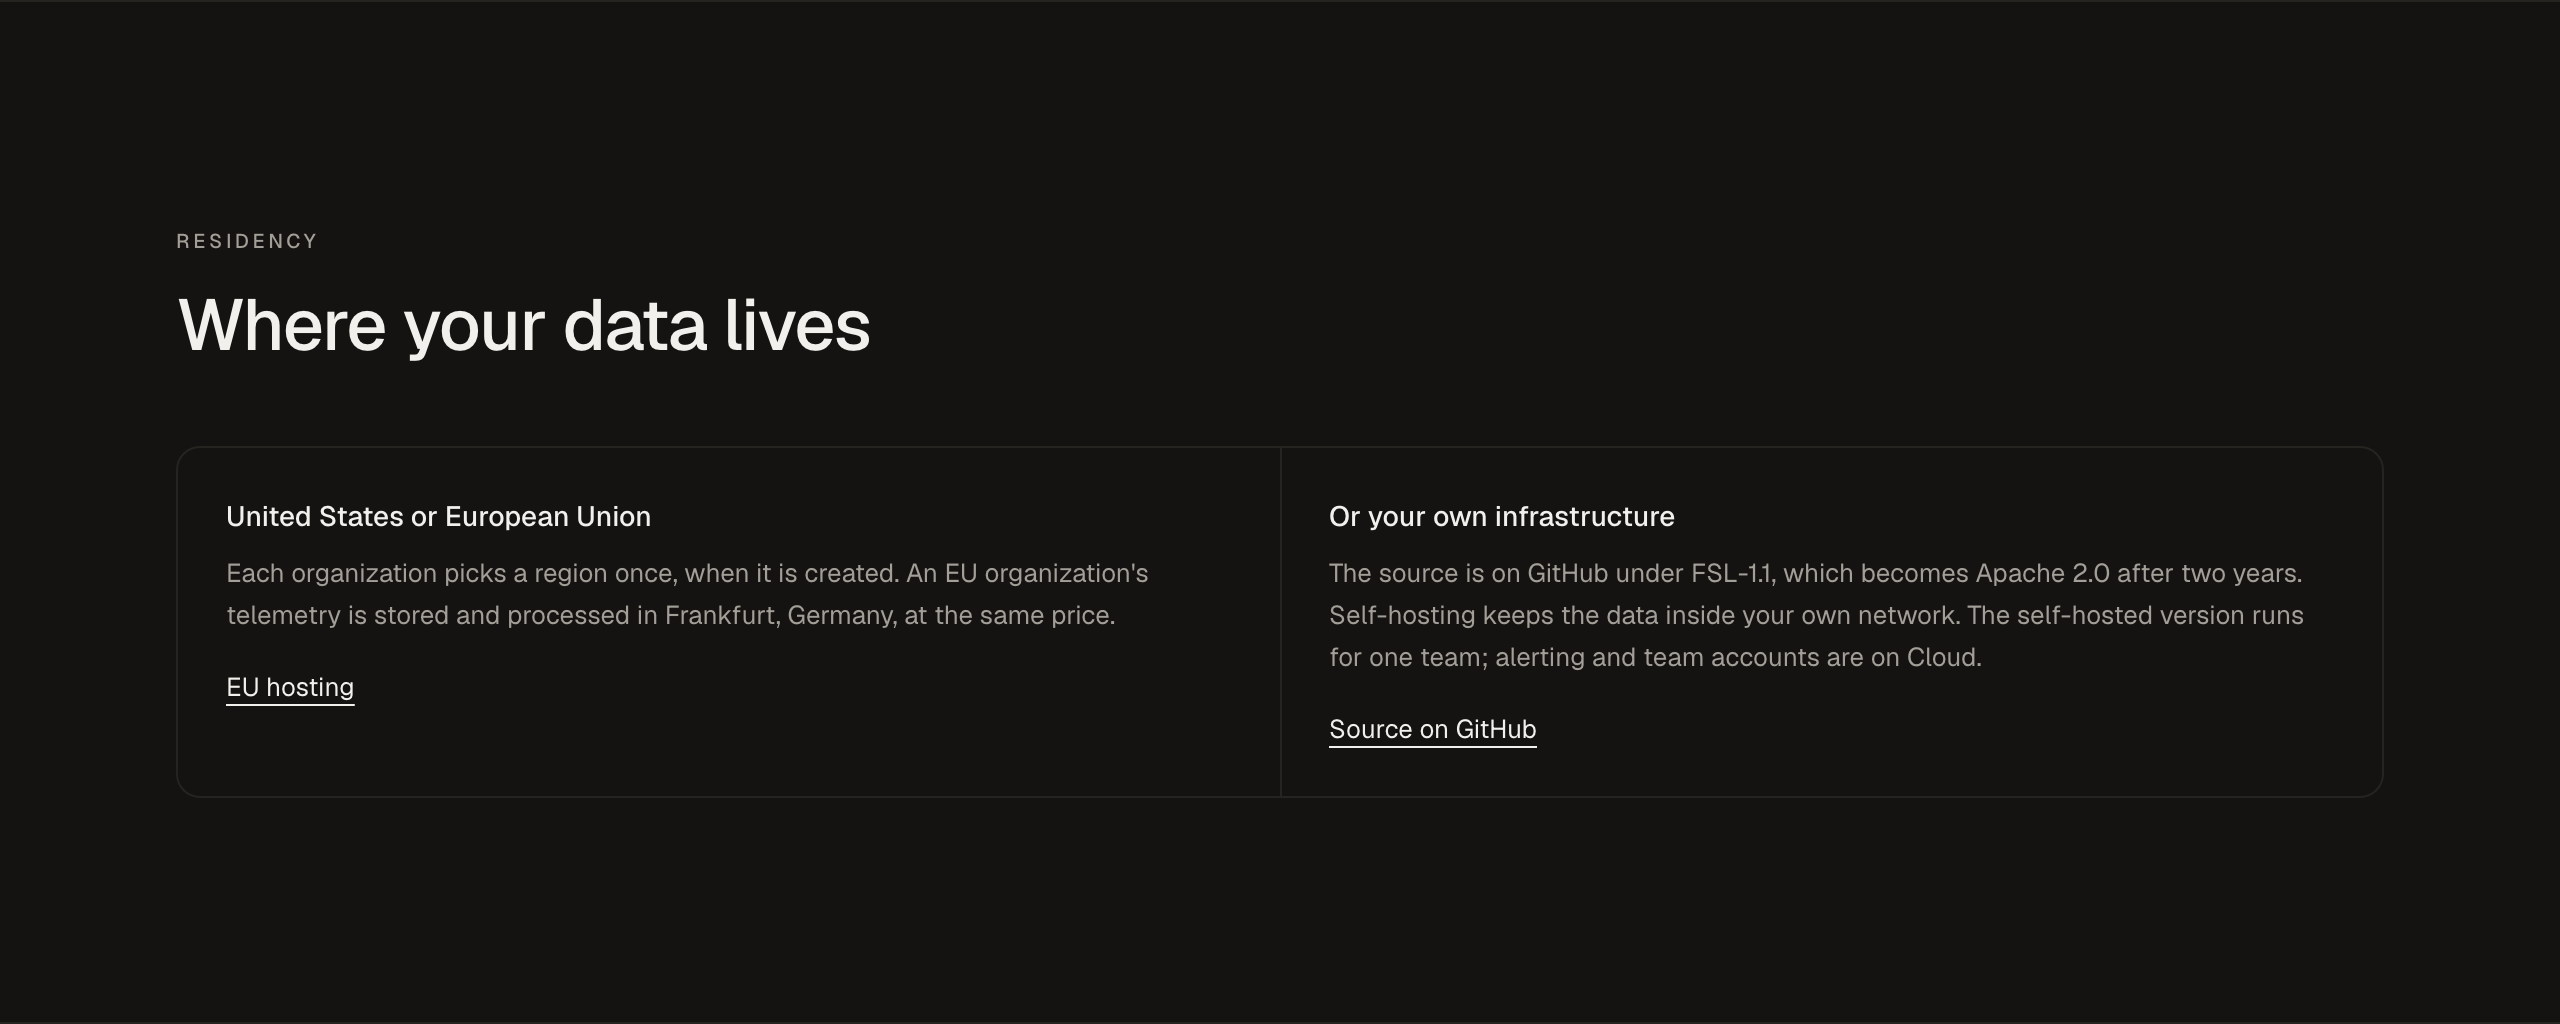 RESIDENCY
Where your data lives
United States or European Union
Each organization picks a region once, when it is created. An EU organization's
telemetry is stored and processed in Frankfurt, Germany, at the same price.
EU hosting
Or your own infrastructure
The source is on GitHub under FSL-1.1, which becomes Apache 2.0 after two years.
Self-hosting keeps the data inside your own network. The self-hosted version runs
for one team; alerting and team accounts are on Cloud.
Source on GitHub